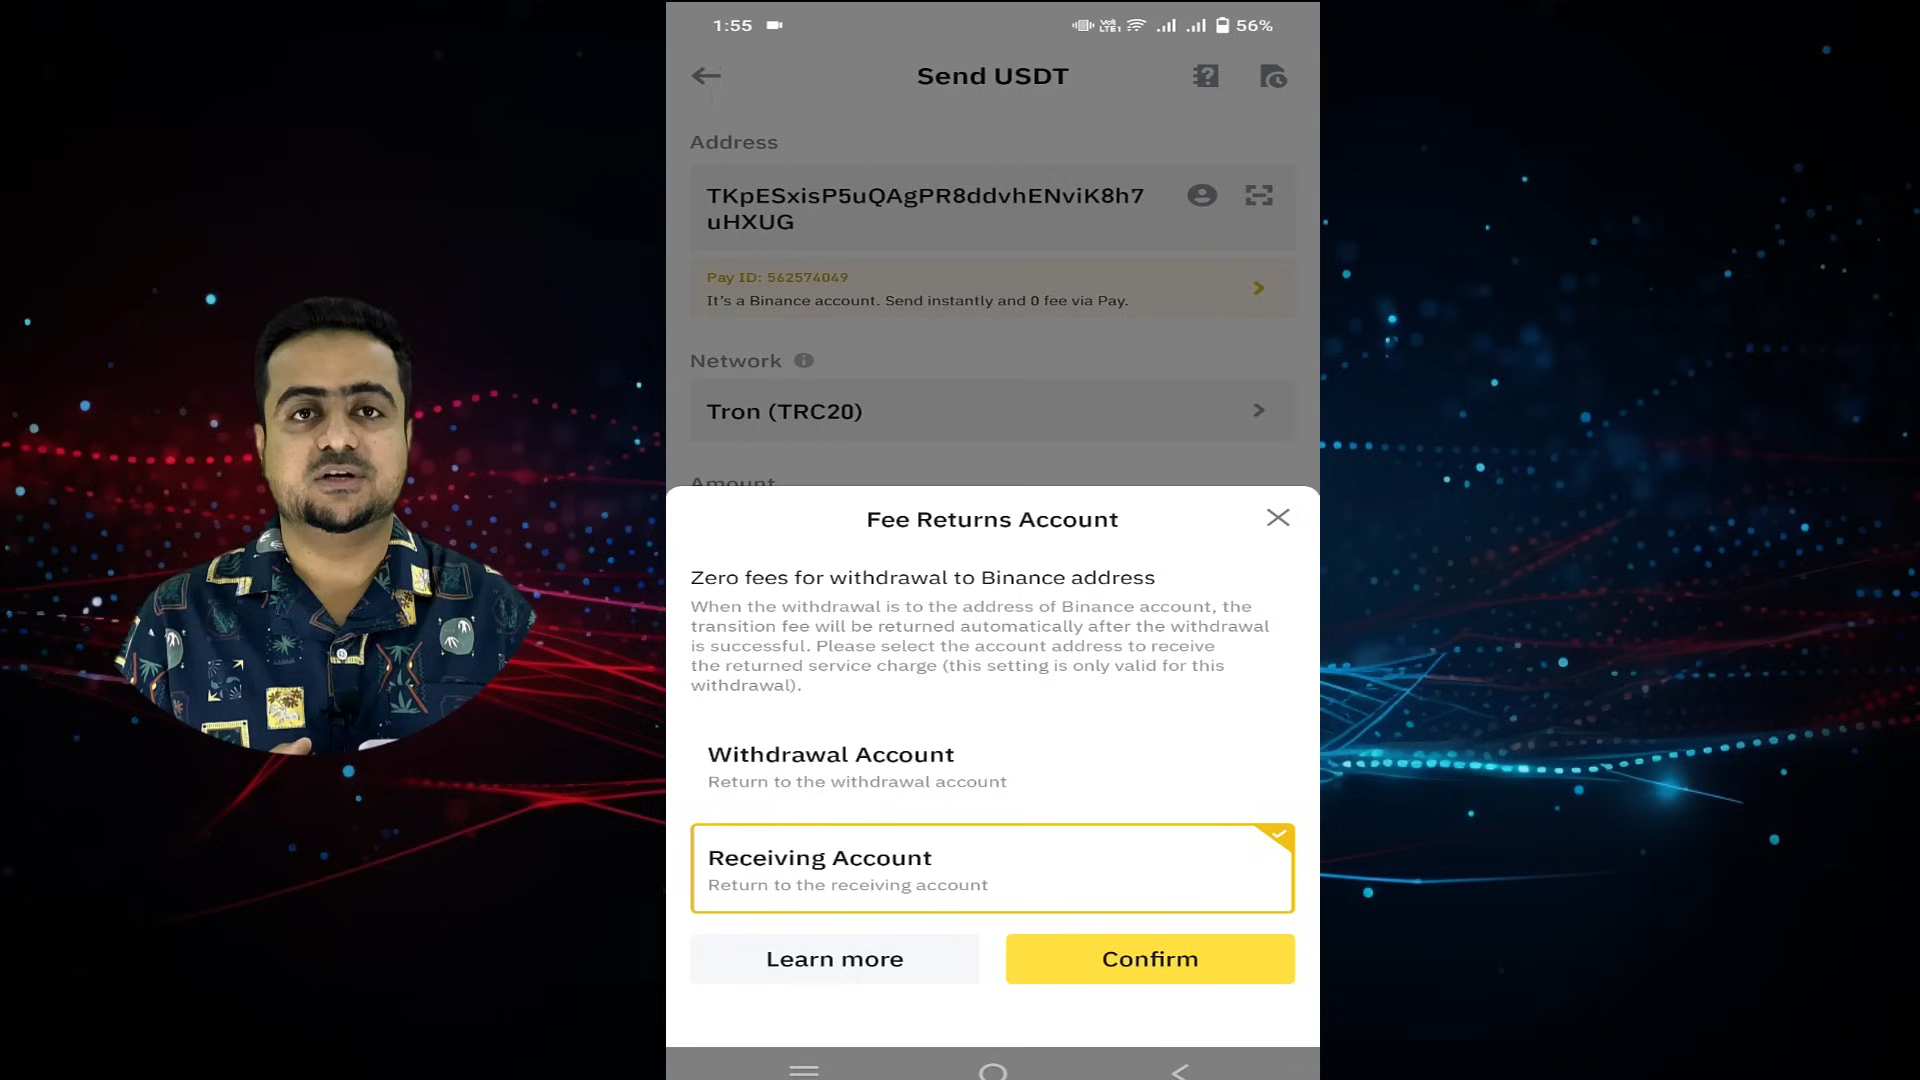 1:55
Volt LTE1 56%
Send USDT
Address
TKpESxisP5uQAgPR8ddvhENviK8h7
uHXUG
Pay ID: 562574049
It's a Binance account. Send instantly and 0 fee via Pay.
Network
Tron (TRC20)
Amount
Fee Returns Account
Zero fees for withdrawal to Binance address
When the withdrawal is to the address of Binance account, the
transition fee will be returned automatically after the withdrawal
is successful. Please select the account address to receive
the returned service charge (this setting is only valid for this
withdrawal).
Withdrawal Account
Return to the withdrawal account
Receiving Account
Return to the receiving account
Learn more
Confirm